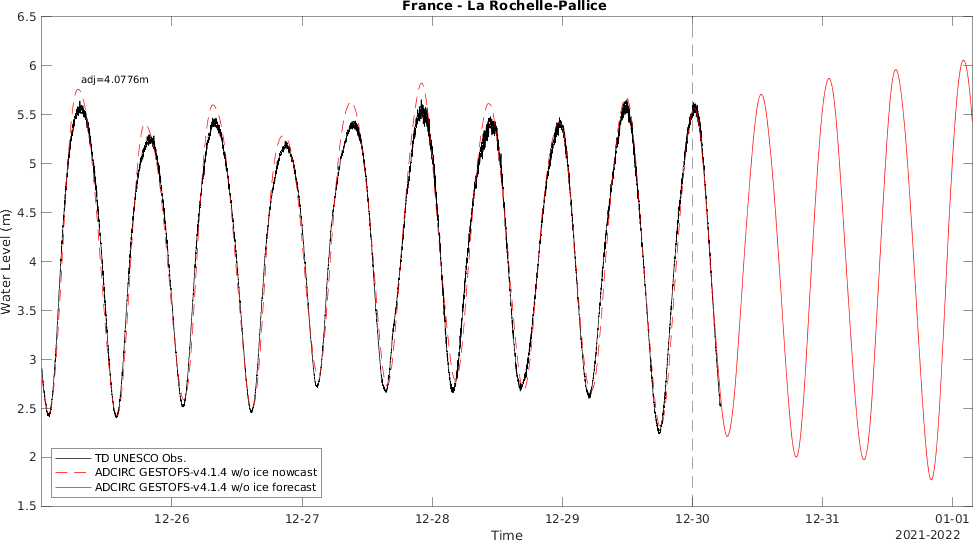 France - La Rochelle-Pallice
adj=4.0776m
Water Level (m)
6.5
6
5.5
5
4.5
4
3.5
3
2.5
2
1.5
TD UNESCO Obs.
ADCIRC GESTOFS-v4.1.4 w/o ice nowcast
ADCIRC GESTOFS-v4.1.4 w/o ice forecast
12-26 12-27 12-28 12-29 12-30 12-31 01-01
Time
2021-2022